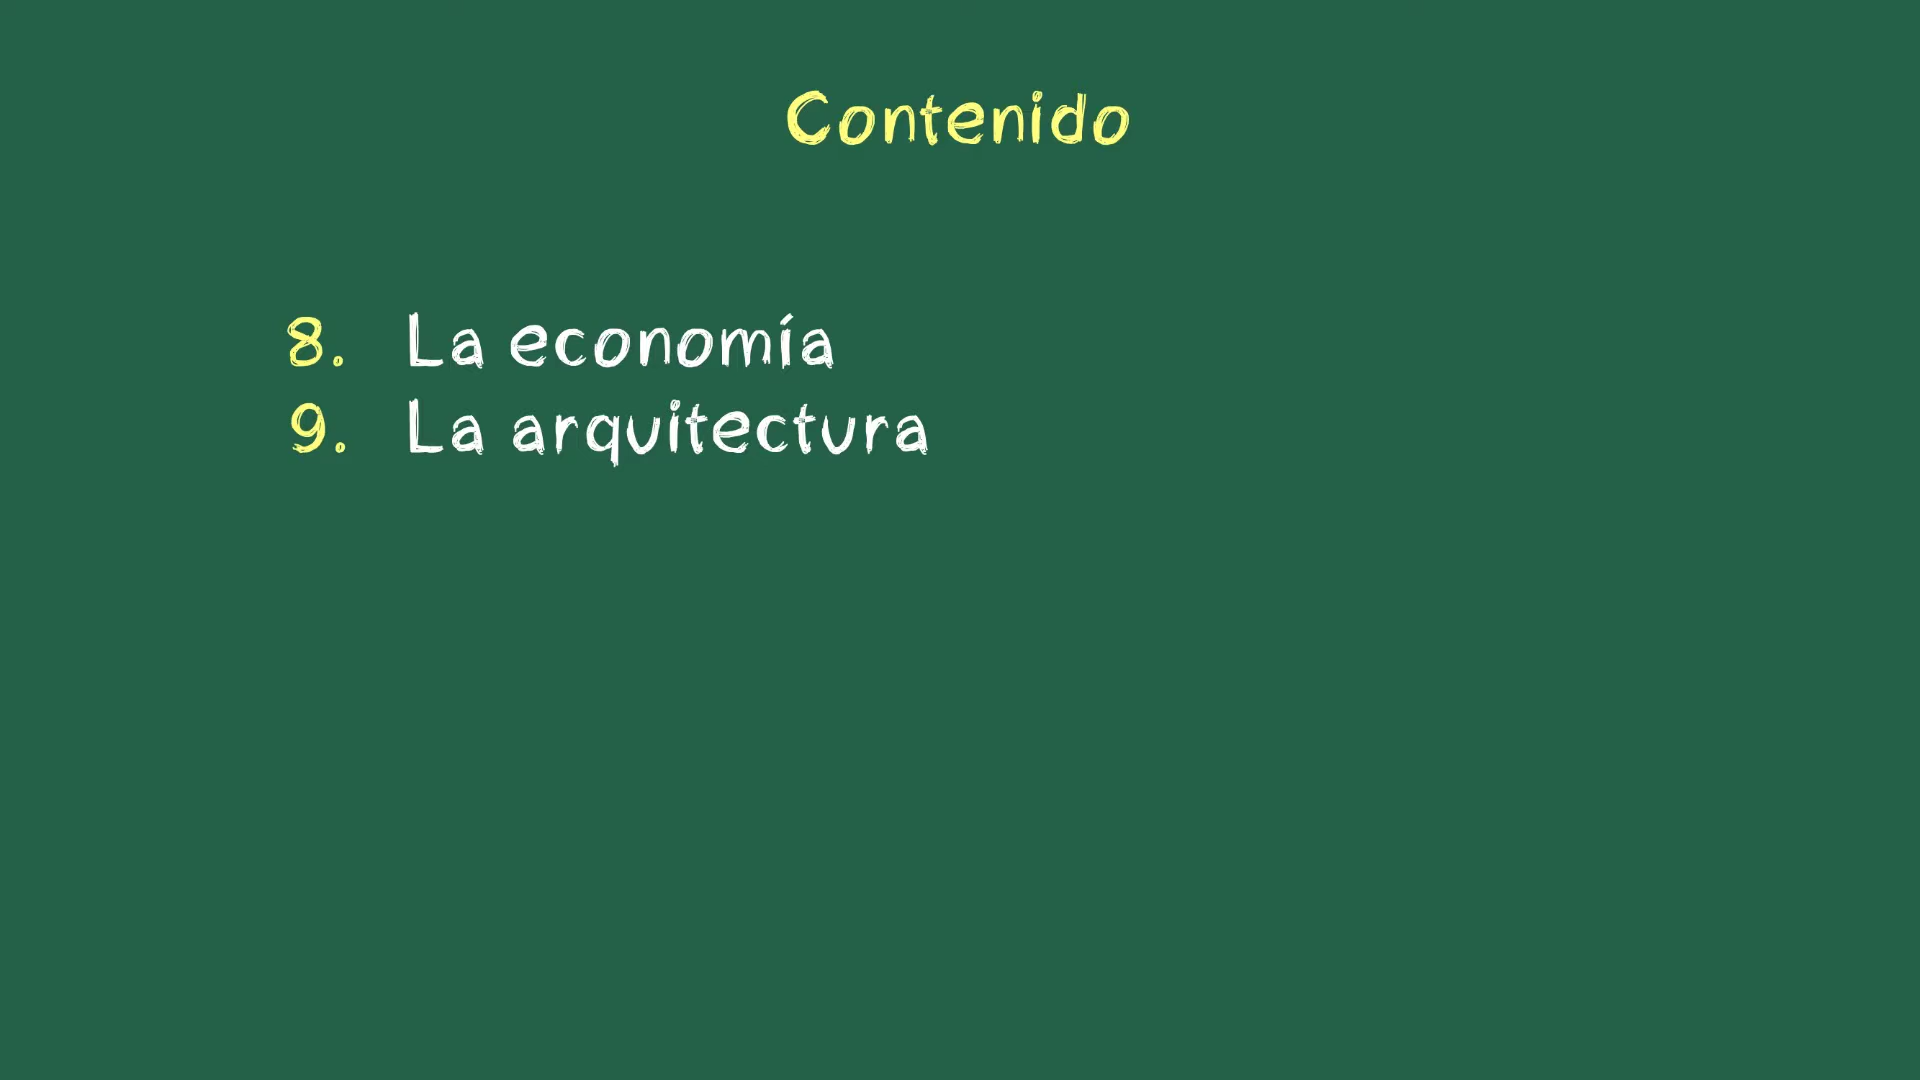 Contenido
8. La economía
9. La arquitectura